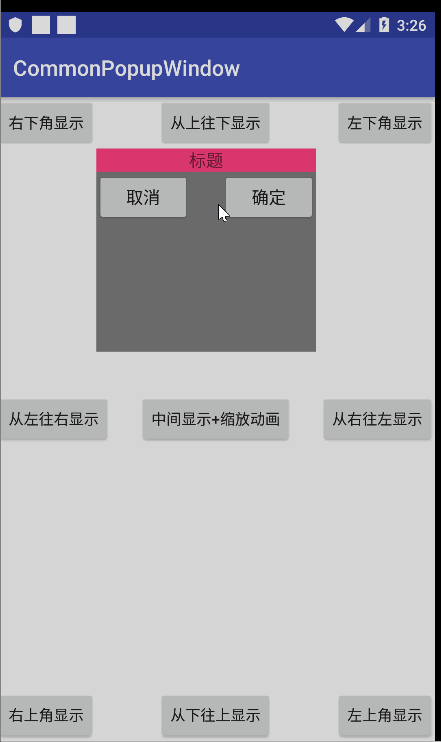 3:26
CommonPopupWindow
右下角显示 从上往下显示 左下角显示
标题
取消 确定
从左往右显示 中间显示+缩放动画 从右往左显示
右上角显示 从下往上显示 左上角显示